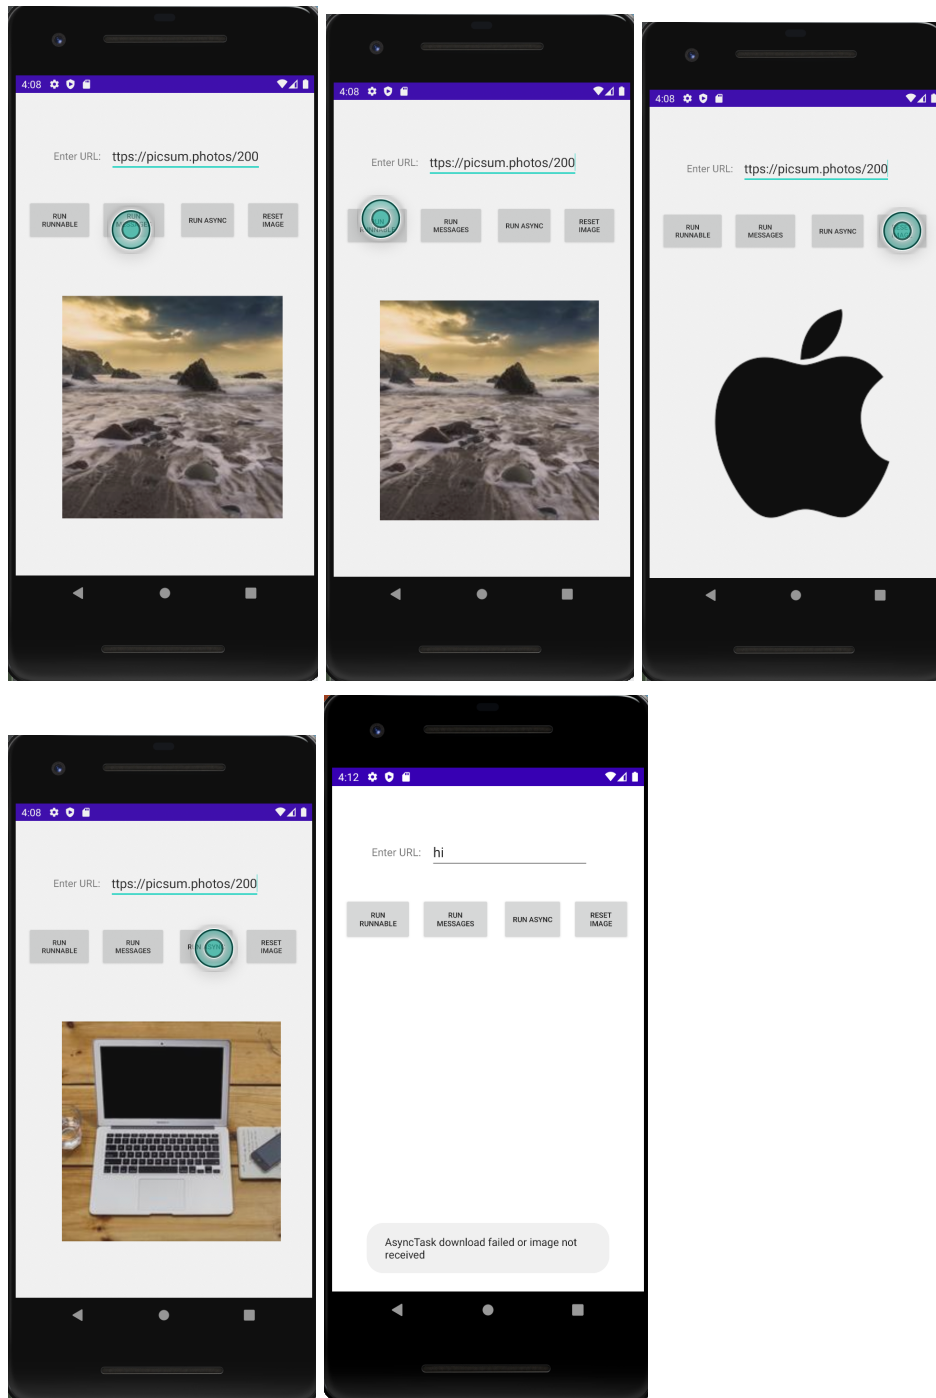 4:08
Enter URL: ttps://picsum.photos/200
RUN RUNNABLE
RUN ASYNC
RESET IMAGE
4:08
Enter URL: ttps://picsum.photos/200
RUN MESSAGES
RUN ASYNC
RESET IMAGE
4:08
Enter URL: ttps://picsum.photos/200
RUN RUNNABLE
RUN MESSAGES
RUN ASYNC
4:08
Enter URL: ttps://picsum.photos/200
RUN RUNNABLE
RUN MESSAGES
RESET IMAGE
4:12
Enter URL: hi
RUN RUNNABLE
RUN MESSAGES
RUN ASYNC
RESET IMAGE
AsyncTask download failed or image not
received